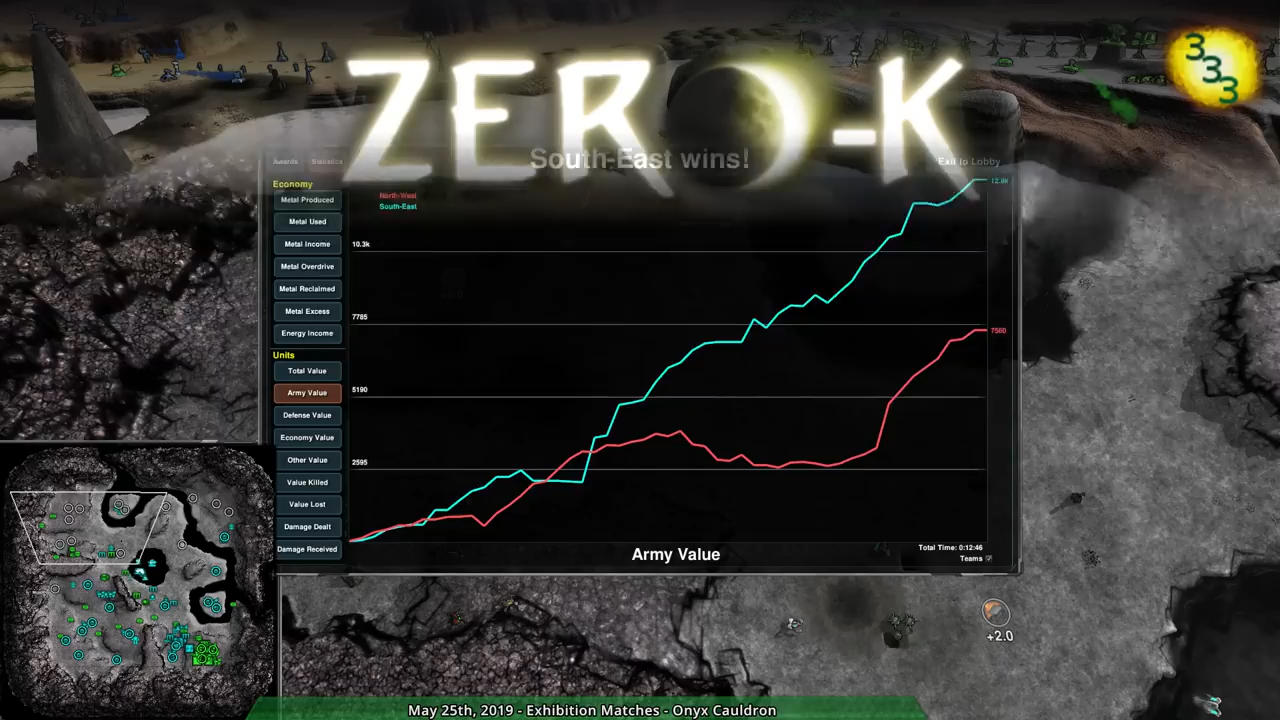 ZERO-K
3
3
3
South-East wins!
Awards
Statistics
Exit to Lobby
Economy
Metal Produced
Metal Used
Metal Income
Metal Overdrive
Metal Reclaimed
Metal Excess
Energy Income
Units
Total Value
Army Value
Defense Value
Economy Value
Other Value
Value Killed
Value Lost
Damage Dealt
Damage Received
North-West
South-East
10.3k
7785
5190
2595
7560
Army Value
Total Time: 0:12:46
Teams
+2.0
May 25th, 2019 - Exhibition Matches - Onyx Cauldron